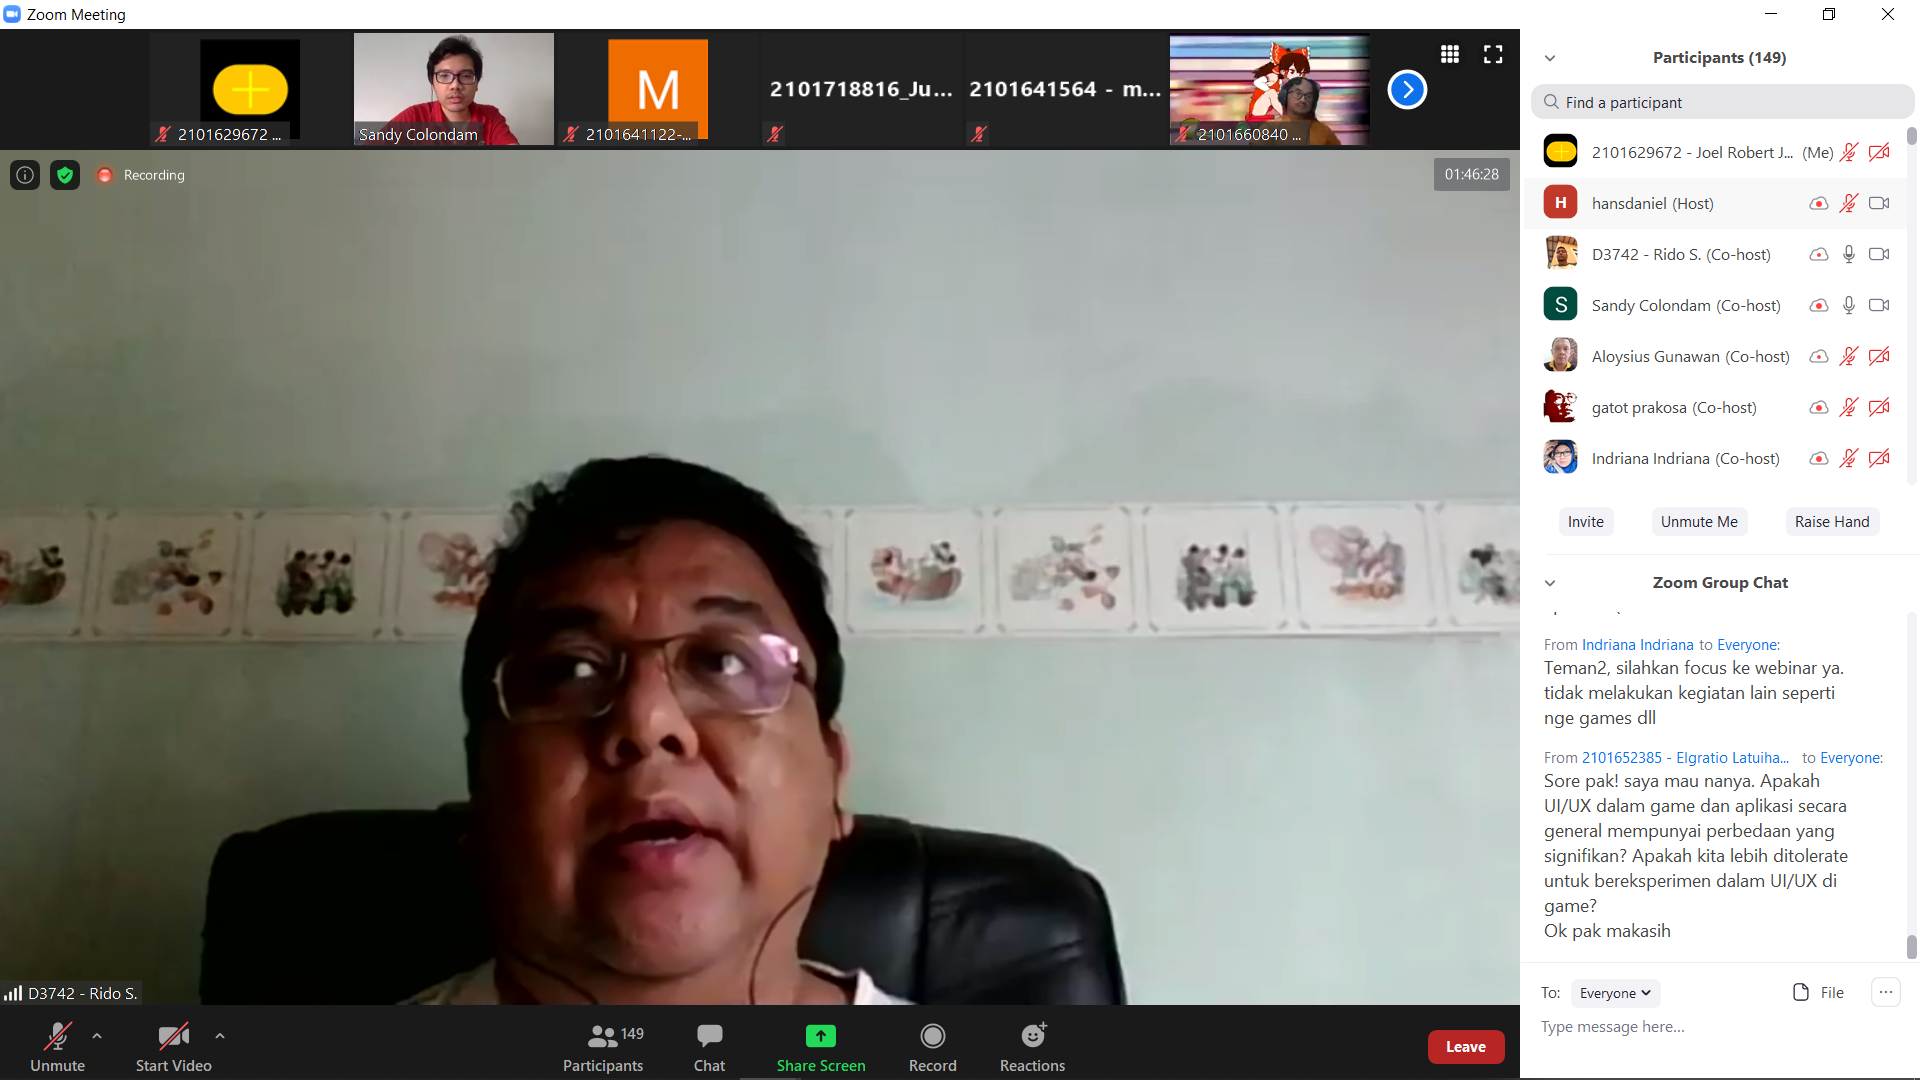 Zoom Meeting
2101629672 ...
Sandy Colondam
M
2101641122-...
2101718816_Ju...
2101641564 - m...
2101660840 ...
Recording
01:46:28
D3742 - Rido S.
Unmute
Start Video
149
Participants
Chat
Share Screen
Record
Reactions
Leave
Participants (149)
Find a participant
2101629672 - Joel Robert J... (Me)
H
hansdaniel (Host)
D3742 - Rido S. (Co-host)
S
Sandy Colondam (Co-host)
Aloysius Gunawan (Co-host)
gatot prakosa (Co-host)
Indriana Indriana (Co-host)
Invite
Unmute Me
Raise Hand
Zoom Group Chat
From Indriana Indriana to Everyone:
Teman2, silahkan focus ke webinar ya.
tidak melakukan kegiatan lain seperti
nge games dll
From 2101652385 - Elgratio Latuiha... to Everyone:
Sore pak! saya mau nanya. Apakah
UI/UX dalam game dan aplikasi secara
general mempunyai perbedaan yang
signifikan? Apakah kita lebih ditolerate
untuk bereksperimen dalam UI/UX di
game?
Ok pak makasih
To: Everyone
File
...
Type message here...